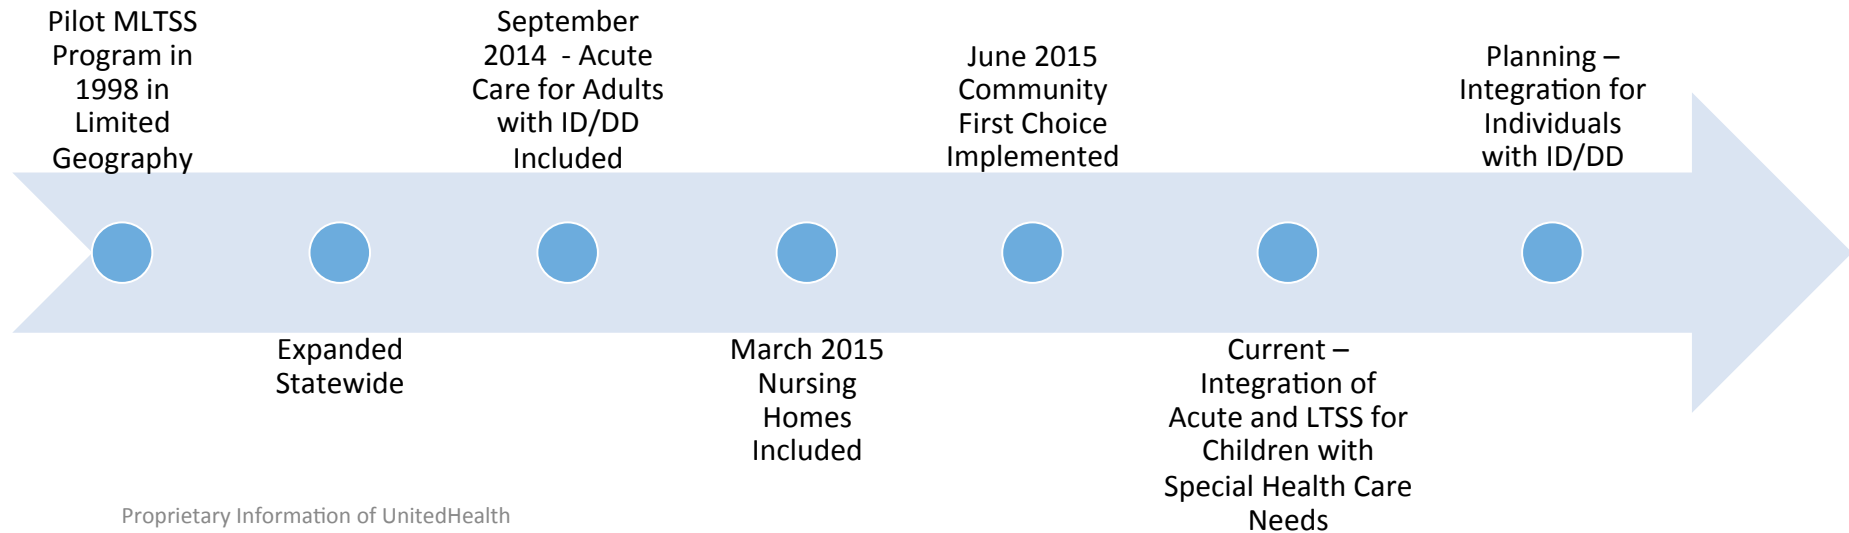 Pilot MLTSS
Program in
1998 in
Limited
Geography
Expanded
Statewide
September
2014  - Acute
Care for Adults
with ID/DD
Included
March 2015
Nursing
Homes
Included
June 2015
Community
First Choice
Implemented
Current –
Integration of
Acute and LTSS for
Children with
Special Health Care
Needs
Planning –
Integration for
Individuals
with ID/DD
Proprietary Information of UnitedHealth